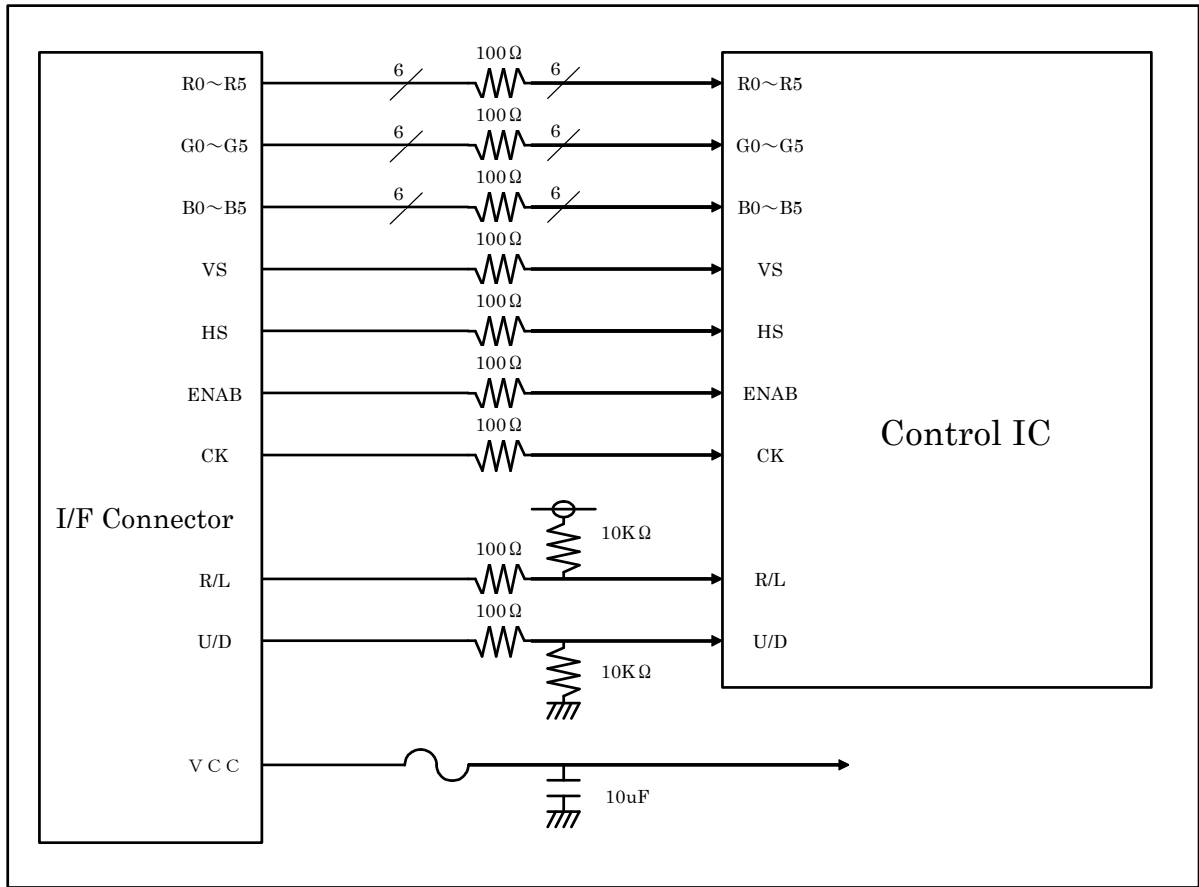 100Ω
R0～R5 6 6 R0～R5
100Ω
G0～G5 6 6 G0～G5
100Ω
B0～B5 6 6 B0～B5
100Ω
VS VS
100Ω
HS HS
100Ω
ENAB ENAB
100Ω
CK CK
Control IC
I/F Connector
10KΩ
100Ω
R/L R/L
100Ω
U/D U/D
10KΩ
VCC
10uF